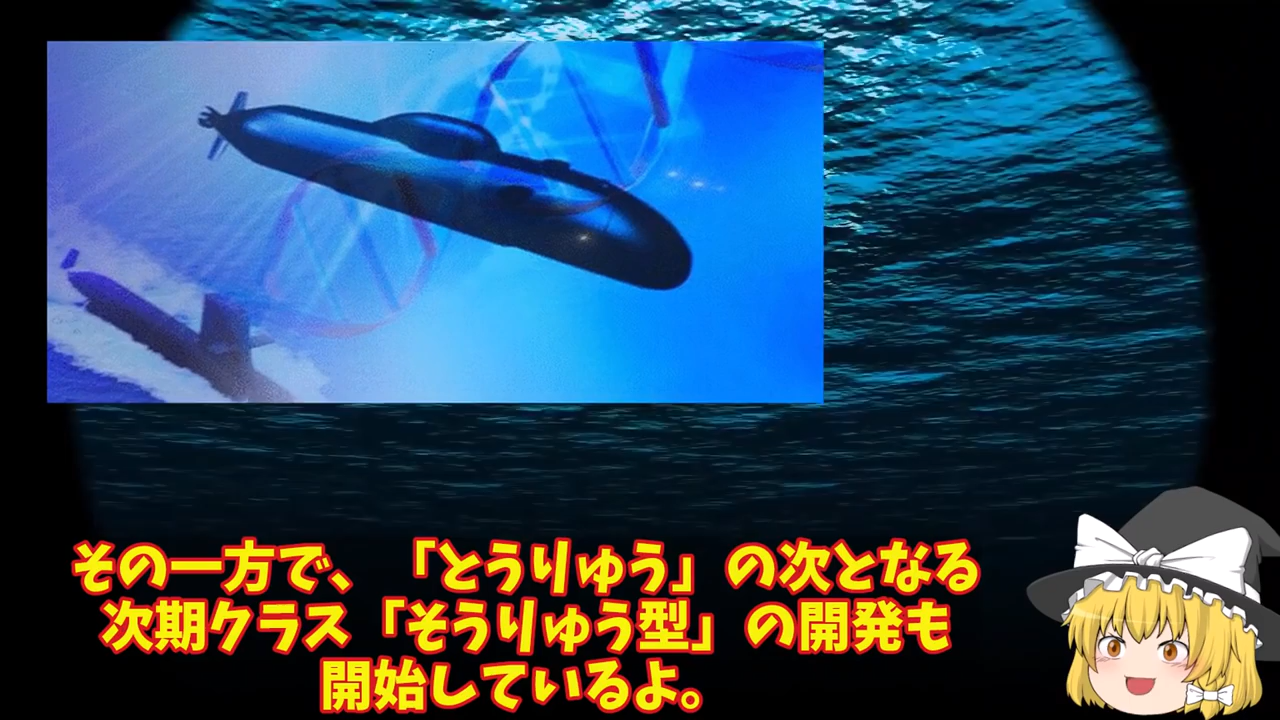 その一方で、「とうりゅう」の次となる
次期クラス「そうりゅう型」の開発も
開始しているよ。